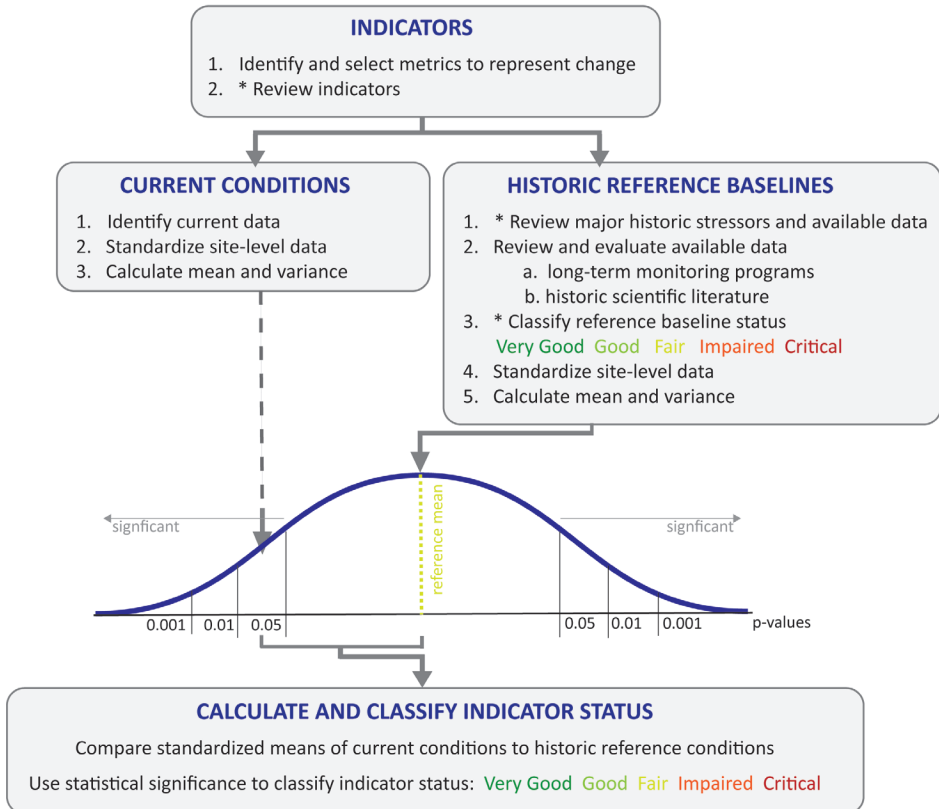 INDICATORS
1. Identify and select metrics to represent change
2. * Review indicators
CURRENT CONDITIONS
1. Identify current data
2. Standardize site-level data
3. Calculate mean and variance
HISTORIC REFERENCE BASELINES
1. * Review major historic stressors and available data
2. Review and evaluate available data
a. long-term monitoring programs
b. historic scientific literature
3. * Classify reference baseline status
Very Good Good Fair Impaired Critical
4. Standardize site-level data
5. Calculate mean and variance
signficant
reference mean
signficant
0.001 0.01 0.05 0.05 0.01 0.001 p-values
CALCULATE AND CLASSIFY INDICATOR STATUS
Compare standardized means of current conditions to historic reference conditions
Use statistical significance to classify indicator status: Very Good Good Fair Impaired Critical